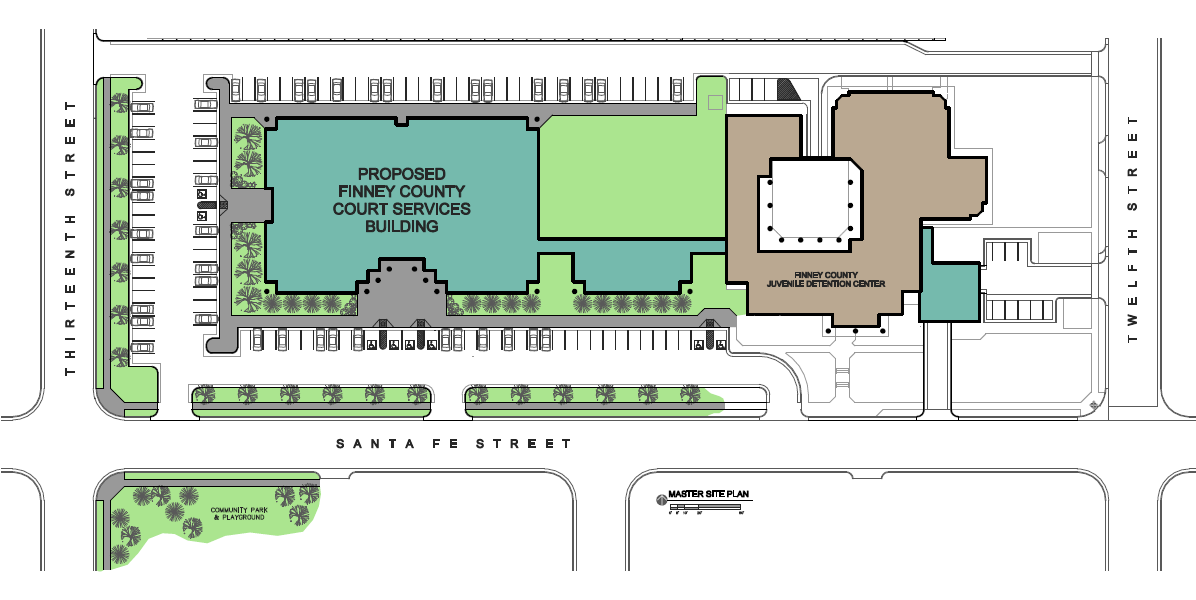 PROPOSED
FINNEY COUNTY
COURT SERVICES
BUILDING
FINNEY COUNTY
JUVENILE DETENTION CENTER
THIRTEENTH STREET
TWELFTH STREET
SANTA FE STREET
COMMUNITY PARK
& PLAYGROUND
MASTER SITE PLAN